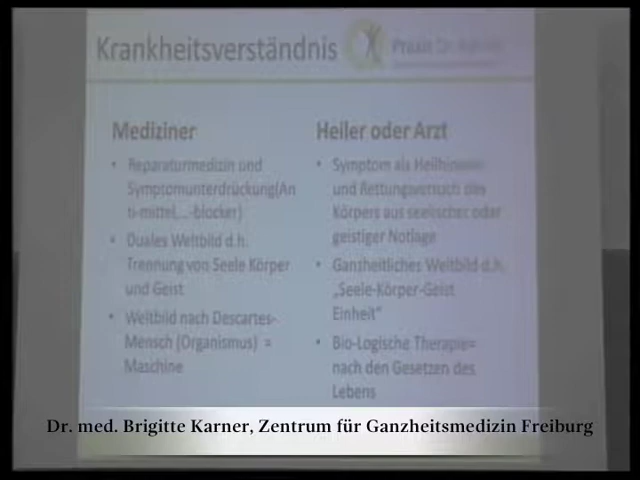 Krankheitsverständnis
Praxis Dr. Karner
Mediziner
• Reparaturmedizin und
Symptomunterdrückung(An
ti-mittel,...-blocker)
• Duales Weltbild d.h.
Trennung von Seele Körper
und Geist
• Weltbild nach Descartes-
Mensch (Organismus) =
Maschine
Heiler oder Arzt
• Symptom als Heilhinweis
und Rettungsversuch des
Körpers aus seelischer oder
geistiger Notlage
• Ganzheitliches Weltbild d.h.
„Seele-Körper-Geist
Einheit“
• Bio-Logische Therapie=
nach den Gesetzen des
Lebens
Dr. med. Brigitte Karner, Zentrum für Ganzheitsmedizin Freiburg